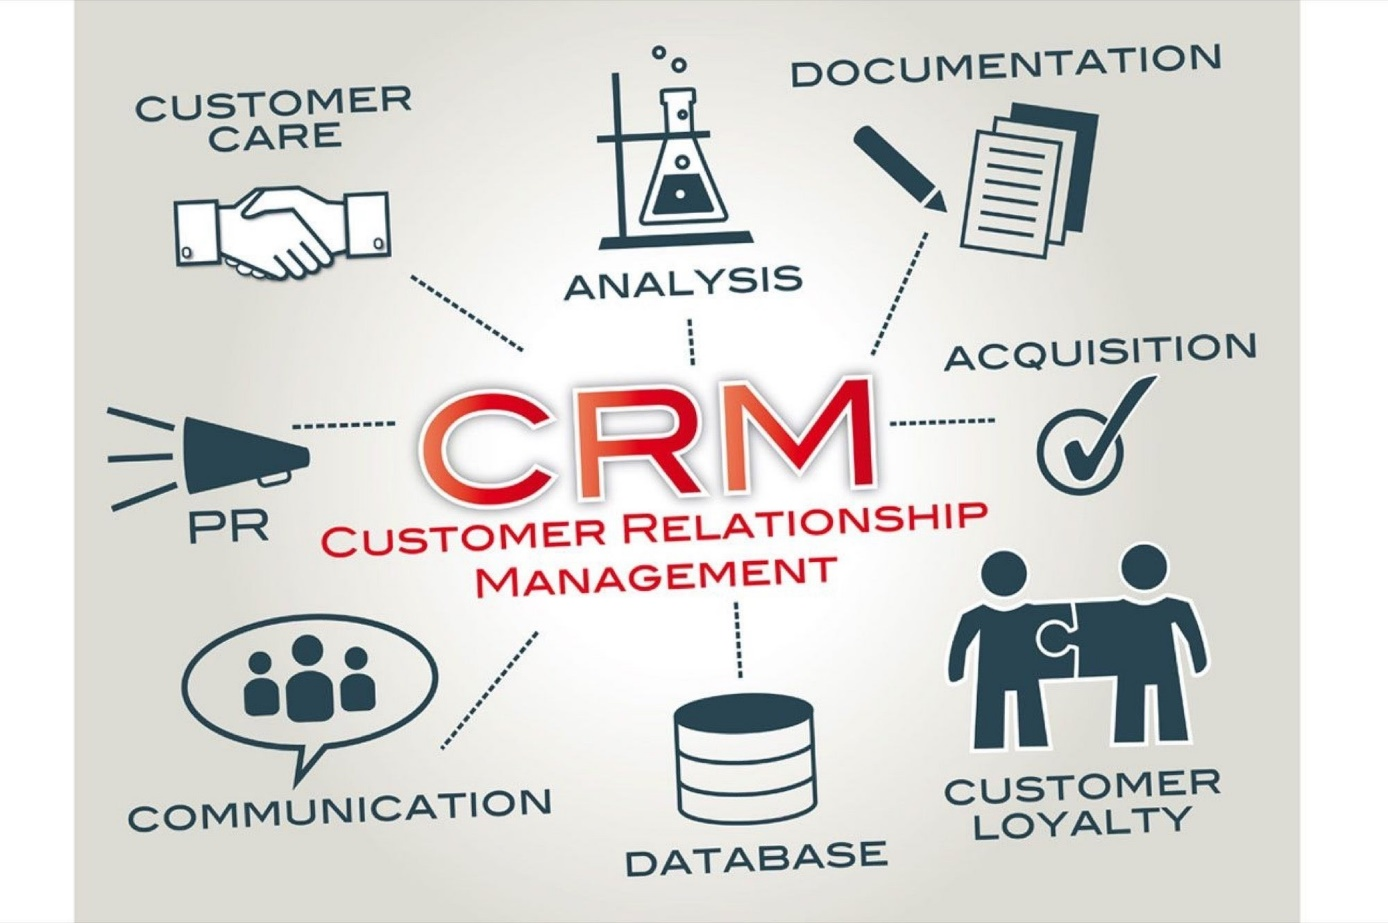 CUSTOMER
CARE
ANALYSIS
DOCUMENTATION
PR
CRM
CUSTOMER RELATIONSHIP
MANAGEMENT
ACQUISITION
COMMUNICATION
DATABASE
CUSTOMER
LOYALTY